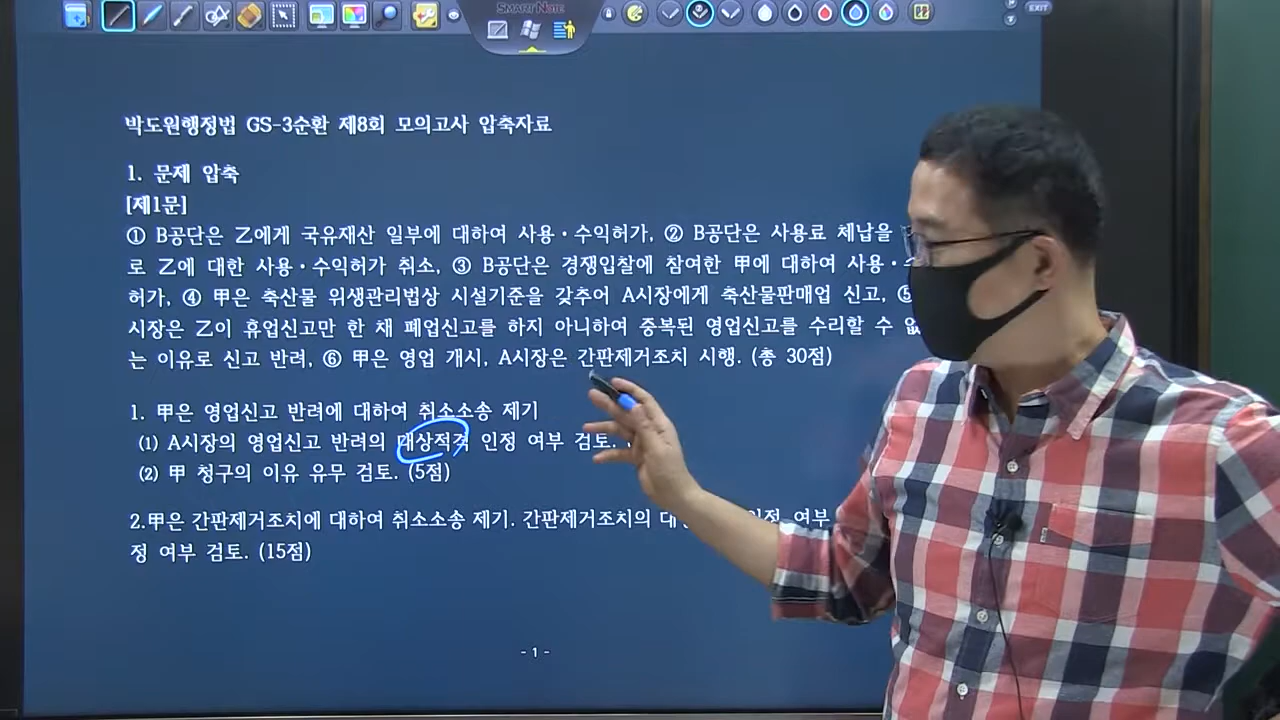 SMARTNOTE
EXIT
박도원행정법 GS-3순환 제8회 모의고사 압축자료
1. 문제 압축
[제1문]
① B공단은 乙에게 국유재산 일부에 대하여 사용·수익허가, ② B공단은 사용료 체납을
로 乙에 대한 사용·수익허가 취소, ③ B공단은 경쟁입찰에 참여한 甲에 대하여 사용·
허가, ④ 甲은 축산물 위생관리법상 시설기준을 갖추어 A시장에게 축산물판매업 신고, ⑤
시장은 乙이 휴업신고만 한 채 폐업신고를 하지 아니하여 중복된 영업신고를 수리할 수 없
는 이유로 신고 반려, ⑥ 甲은 영업 개시, A시장은 간판제거조치 시행. (총 30점)
1. 甲은 영업신고 반려에 대하여 취소소송 제기
(1) A시장의 영업신고 반려의 대상적격 인정 여부 검토.
(2) 甲 청구의 이유 유무 검토. (5점)
2.甲은 간판제거조치에 대하여 취소소송 제기. 간판제거조치의 인정 여부
정 여부 검토. (15점)
- 1 -